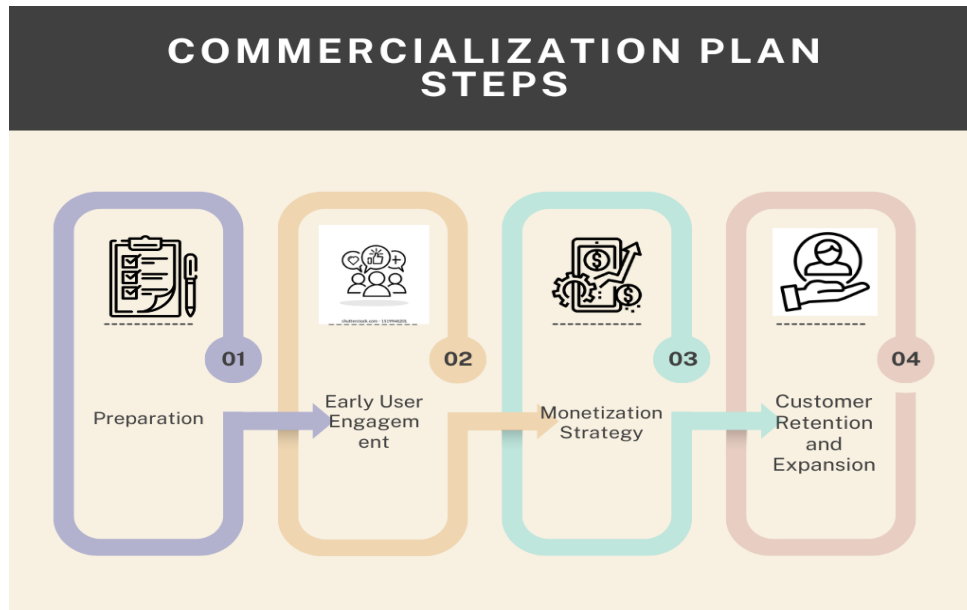 COMMERCIALIZATION PLAN
STEPS
01
Preparation
02
Early User
Engagem
ent
03
Monetization
Strategy
04
Customer
Retention
and
Expansion